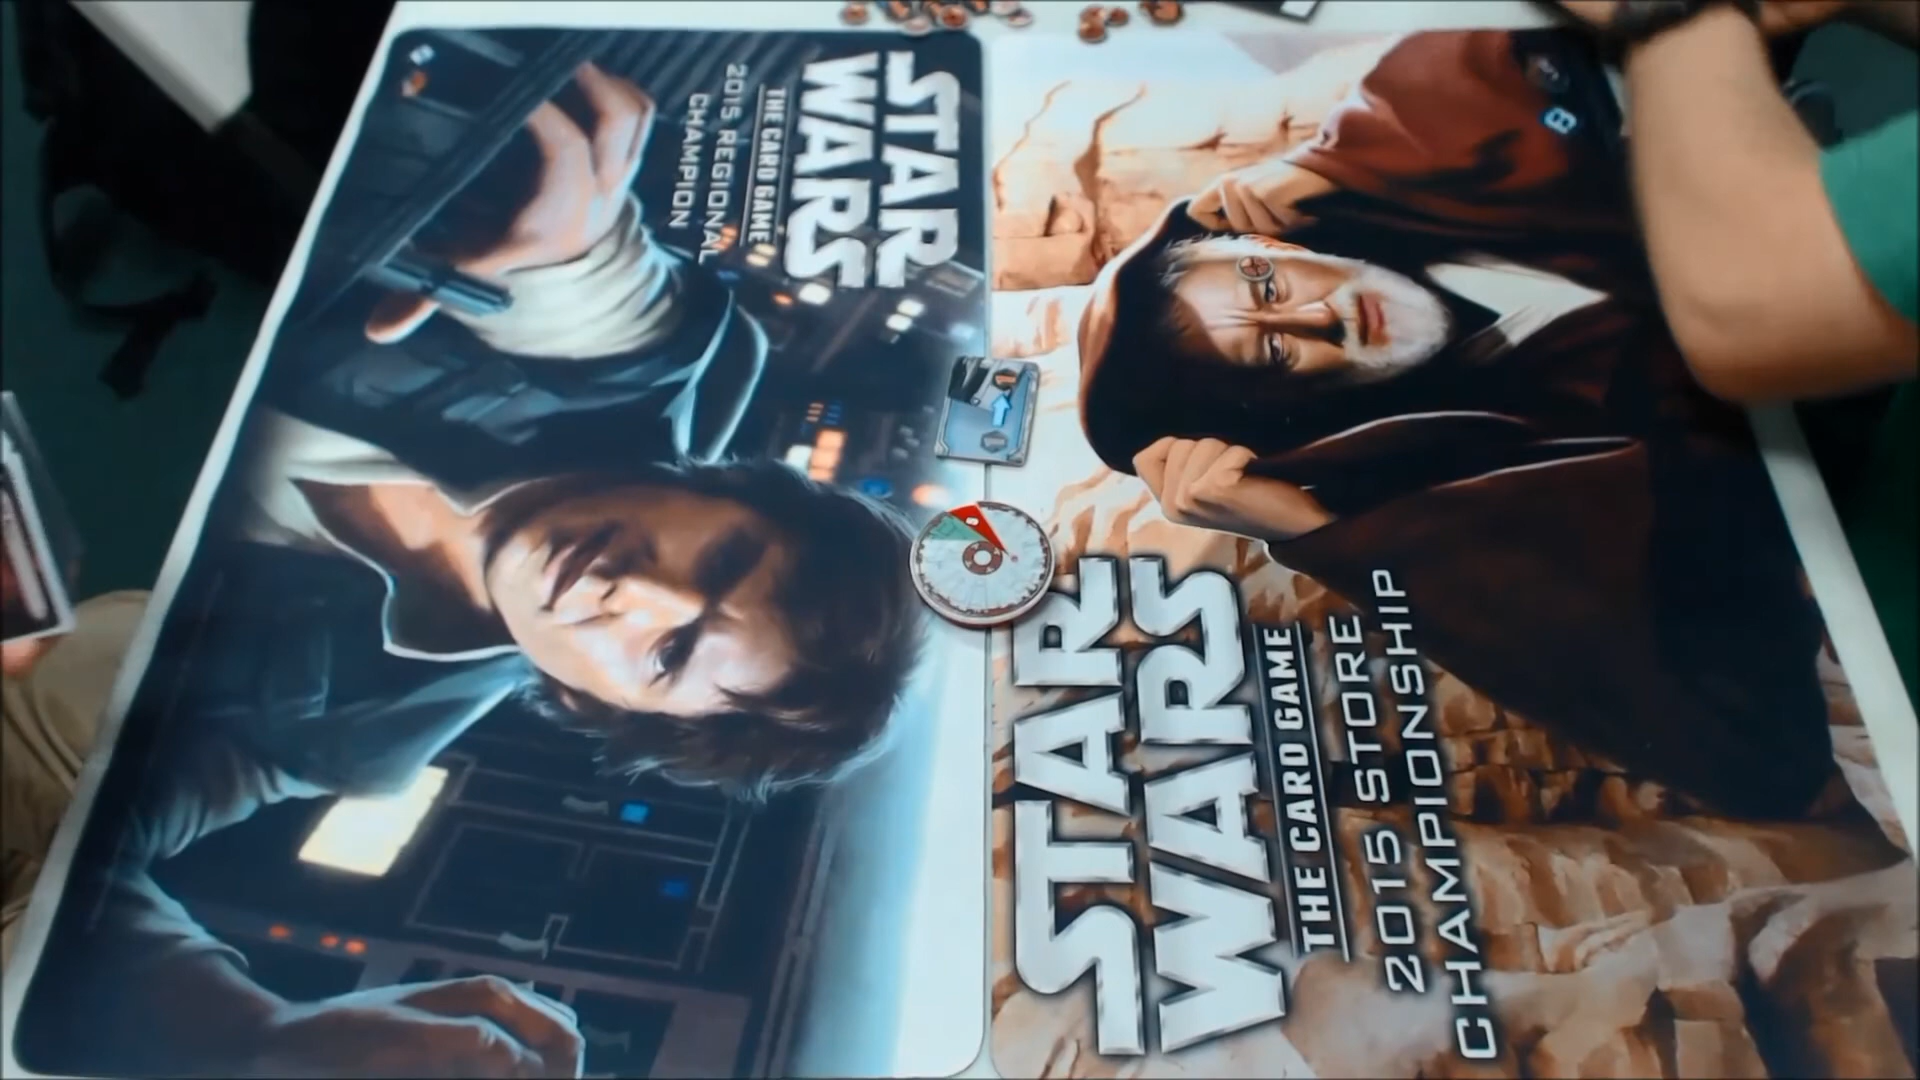 STAR
WARS
THE CARD GAME
2015 REGIONAL
CHAMPION
STAR
WARS
THE CARD GAME
2015 STORE
CHAMPIONSHIP